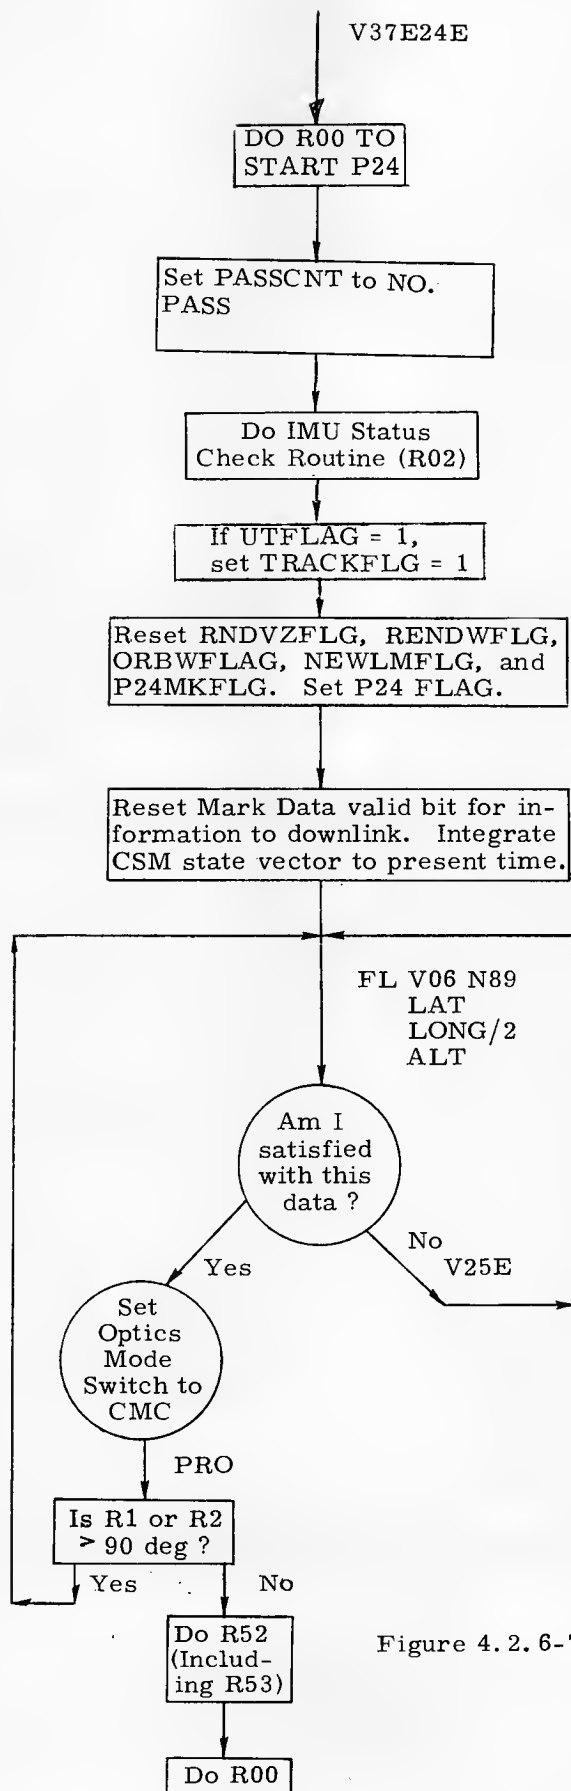 V37E24E
DO R00 TO
START P24
Set PASSCNT to NO.
PASS
Do IMU Status
Check Routine (R02)
If UTFLAG = 1,
set TRACKFLG = 1
Reset RNDVZFLG, RENDWFLG,
ORBWFLAG, NEWLMFLG, and
P24MKFLG. Set P24 FLAG.
Reset Mark Data valid bit for in-
formation to downlink. Integrate
CSM state vector to present time.
FL V06 N89
LAT
LONG/2
ALT
Am I
satisfied
with this
data ?
No
V25E
Yes
Set
Optics
Mode
Switch to
CMC
PRO
Is R1 or R2
> 90 deg ?
Yes
No
Do R52
(Includ-
ing R53)
Figure 4.2.6-
Do R00